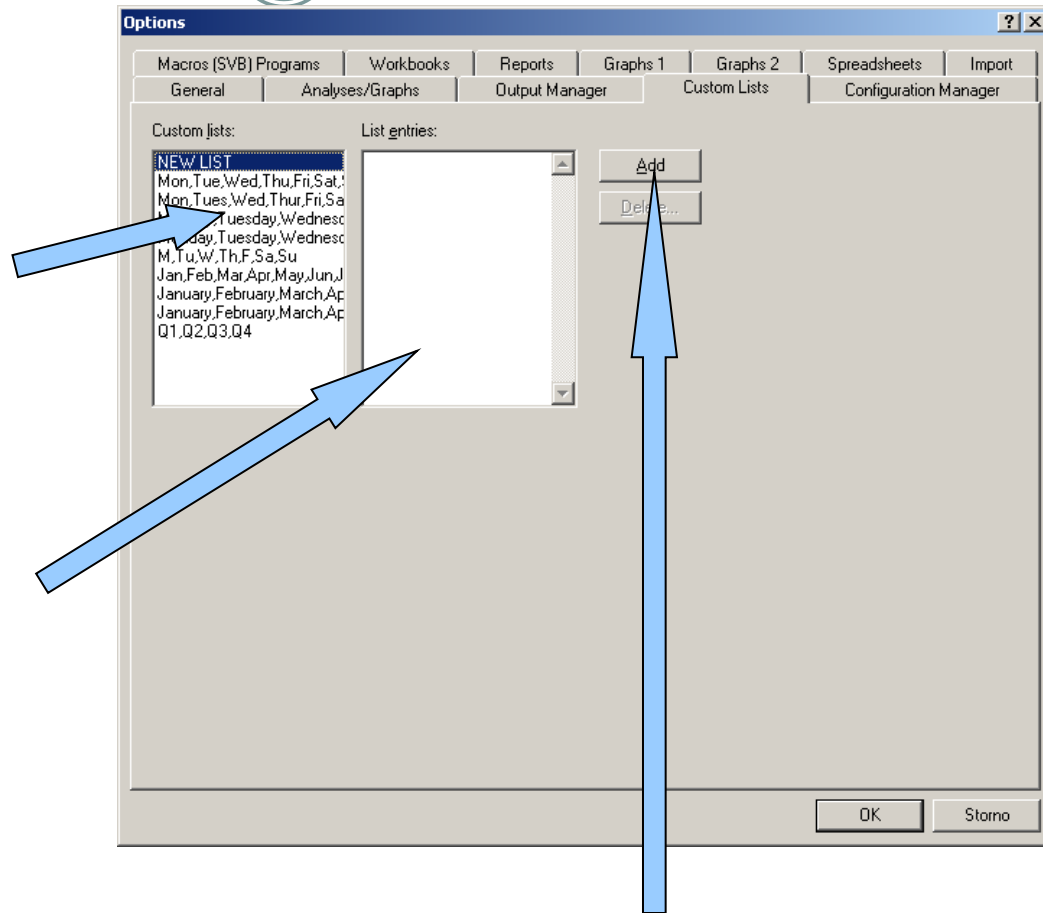 Options
Macros (SVB) Programs Workbooks Reports Graphs 1 Graphs 2 Spreadsheets Import
General Analyses/Graphs Output Manager Custom Lists Configuration Manager
Custom lists: List entries:
NEW LIST
Mon,Tue,Wed,Thu,Fri,Sat,
Mon,Tues,Wed,Thur,Fri,Sa
Tuesday,Wednesd
Tuesday,Wednesd
M,Tu,W,Th,F,Sa,Su
Jan,Feb,Mar,Apr,May,Jun,J
January,February,March,Ap
January,February,March,Ap
Q1,Q2,Q3,Q4
Add
Delete...
OK Storno